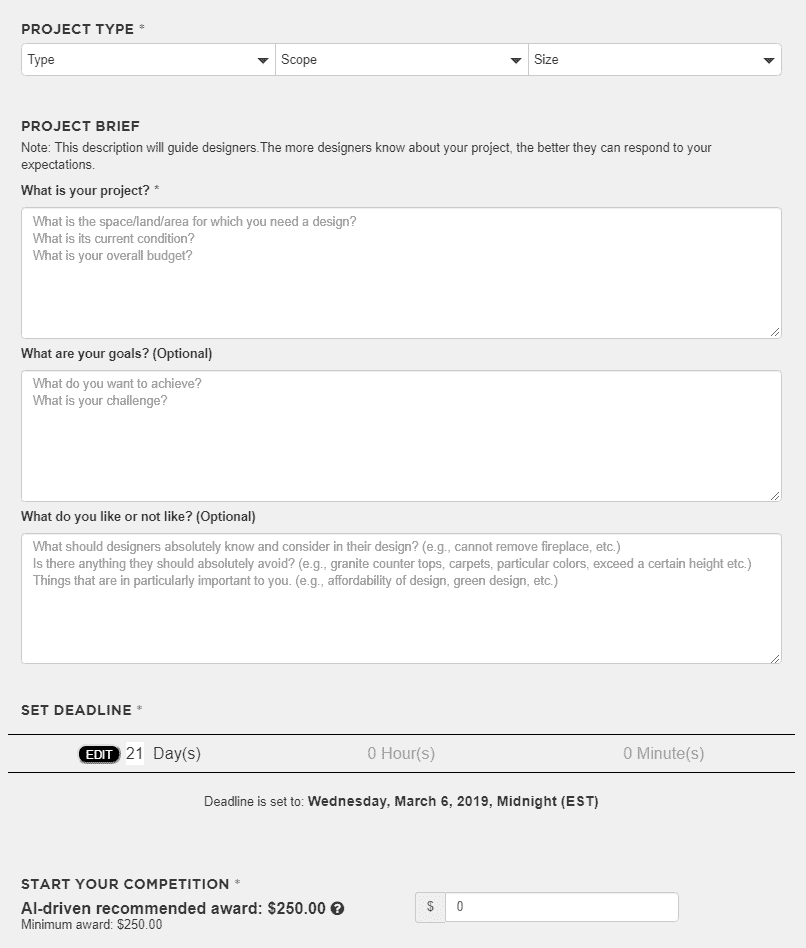 PROJECT TYPE *
Type Scope Size
PROJECT BRIEF
Note: This description will guide designers.The more designers know about your project, the better they can respond to your
expectations.
What is your project? *
What is the space/land/area for which you need a design?
What is its current condition?
What is your overall budget?
What are your goals? (Optional)
What do you want to achieve?
What is your challenge?
What do you like or not like? (Optional)
What should designers absolutely know and consider in their design? (e.g., cannot remove fireplace, etc.)
Is there anything they should absolutely avoid? (e.g., granite counter tops, carpets, particular colors, exceed a certain height etc.)
Things that are in particularly important to you. (e.g., affordability of design, green design, etc.)
SET DEADLINE *
EDIT 21 Day(s) 0 Hour(s) 0 Minute(s)
Deadline is set to: Wednesday, March 6, 2019, Midnight (EST)
START YOUR COMPETITION *
AI-driven recommended award: $250.00 ? $ 0
Minimum award: $250.00